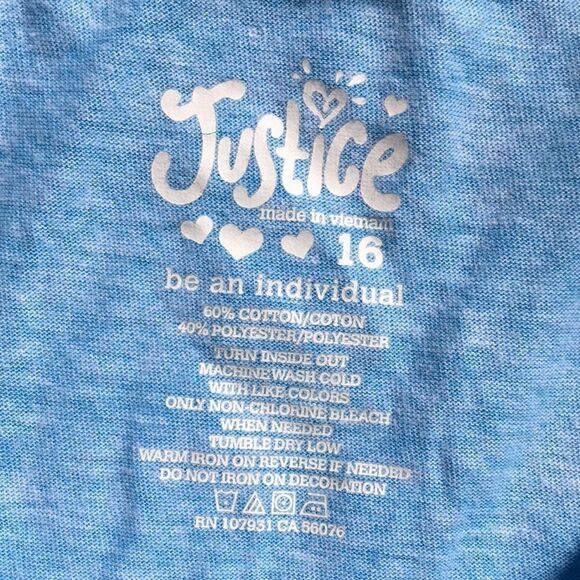 Justice
made in vietnam
16
be an individual
60% COTTON/COTON
40% POLYESTER/POLYESTER
TURN INSIDE OUT
MACHINE WASH COLD
WITH LIKE COLORS
ONLY NON-CHLORINE BLEACH
WHEN NEEDED
TUMBLE DRY LOW
WARM IRON ON REVERSE IF NEEDED
DO NOT IRON ON DECORATION
RN 107931 CA 56076